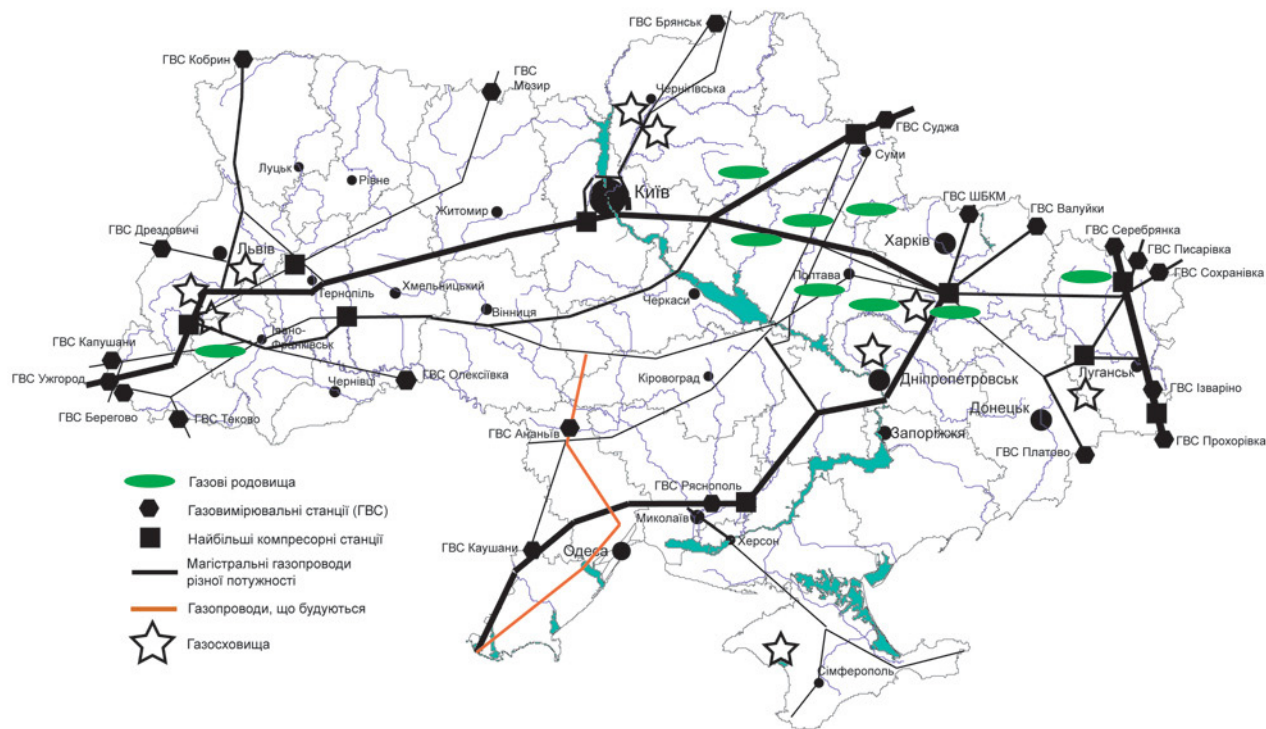 ГВС Брянськ
ГВС Кобрин
ГВС
Мозир
Чернігівська
ГВС Суджа
Суми
Луцьк
Рівне
Київ
Житомир
ГВС ШБКМ
ГВС Валуйки
ГВС Дрездовичі
Львів
Харків
ГВС Серебрянка
ГВС Писарівка
ГВС Сохранівка
Полтава
Тернопіль
Хмельницький
Черкаси
Вінниця
Івано-
Франківськ
ГВС Капушани
ГВС Ужгород
ГВС Олексіївка
Чернівці
Кіровоград
Дніпропетровськ
Луганськ
ГВС Ізваріно
ГВС Берегово
ГВС Теково
Донецьк
ГВС Ананьїв
Запоріжжя
ГВС Прохорівка
ГВС Платово
Газові родовища
ГВС Ряснополь
Газовимірювальні станції (ГВС)
Миколаїв
Найбільші компресорні станції
Херсон
ГВС Каушани
Одеса
Магістральні газопроводи
різної потужності
Газопроводи, що будуються
Газосховища
Сімферополь